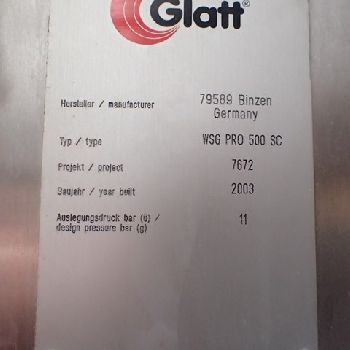 Glatt®
Hersteller / manufacturer 79589 Binzen
Germany
Typ / type WSG PRO 500 SC
Projekt / project 7672
Baujahr / year built 2003
Auslegungsdruck bar (ü) / 11
design pressure bar (g)